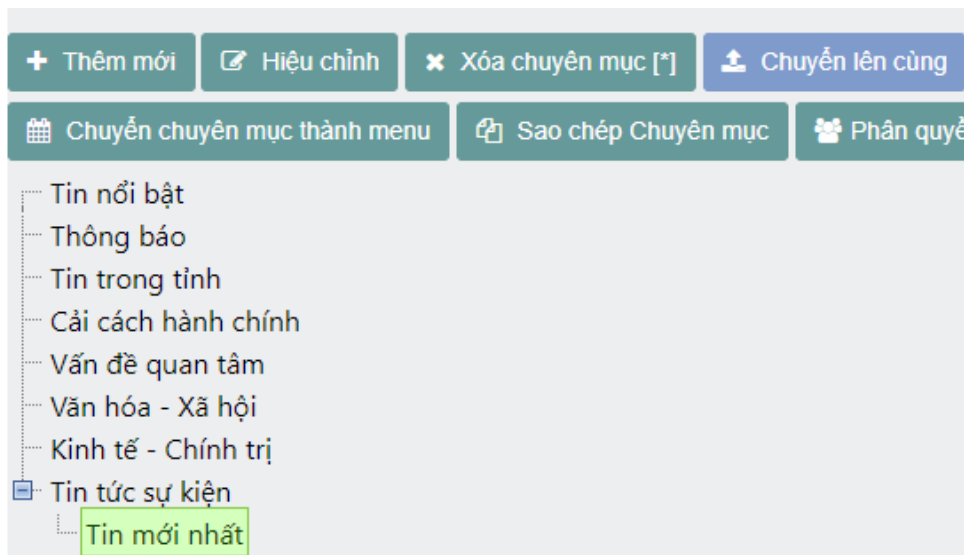 Thêm mới Hiệu chỉnh Xóa chuyên mục [*] Chuyển lên cùng
Chuyển chuyên mục thành menu Sao chép Chuyên mục Phân
Tin nổi bật
Thông báo
Tin trong tỉnh
Cải cách hành chính
Vấn đề quan tâm
Văn hóa - Xã hội
Kinh tế - Chính trị
Tin tức sự kiện
Tin mới nhất